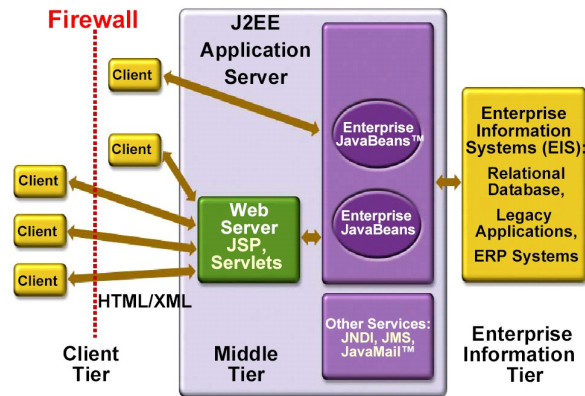 Firewall
J2EE
Application
Server
Client
Client
Client
Client
Client
HTML/XML
Web
Server
JSP,
Servlets
Enterprise
JavaBeans™
Enterprise
JavaBeans
Other Services:
JNDI, JMS,
JavaMail™
Enterprise
Information
Systems (EIS):
Relational
Database,
Legacy
Applications,
ERP Systems
Client
Tier
Middle
Tier
Enterprise
Information
Tier